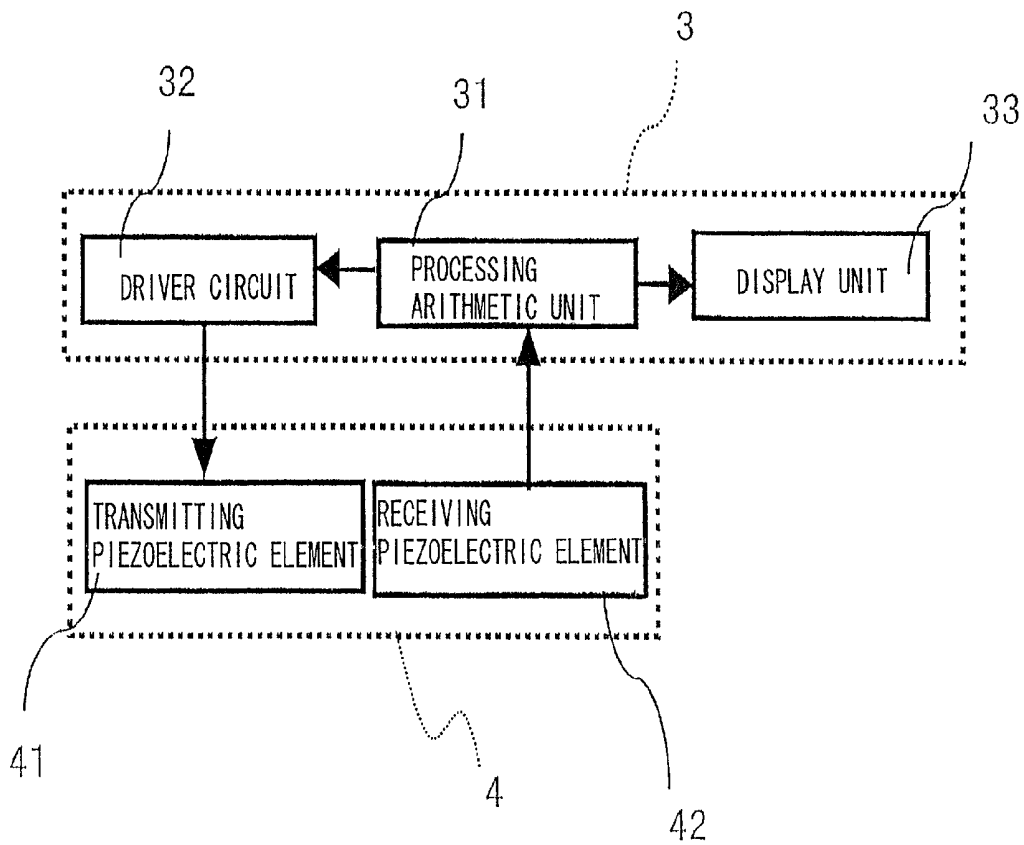 3
32
31
33
DRIVER CIRCUIT
PROCESSING
ARITHMETIC UNIT
DISPLAY UNIT
TRANSMITTING
PIEZOELECTRIC ELEMENT
RECEIVING
PIEZOELECTRIC ELEMENT
41
4
42